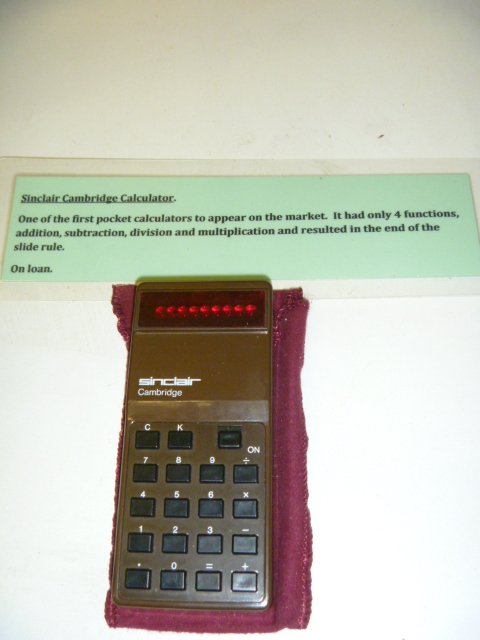 Sinclair Cambridge Calculator.
One of the first pocket calculators to appear on the market. It had only 4 functions,
addition, subtraction, division and multiplication and resulted in the end of the
slide rule.
On loan.
sinclair
Cambridge
C K
ON
7 8 9 ÷
4 5 6 ×
1 2 3 −
. 0 = +